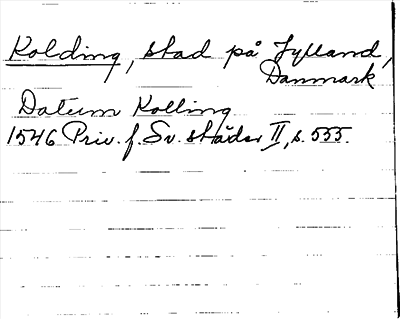 Kolding, stad på Jylland,
Danmark
Datum Kolling
1546 Priv. f. Sv. städer II, s. 555.